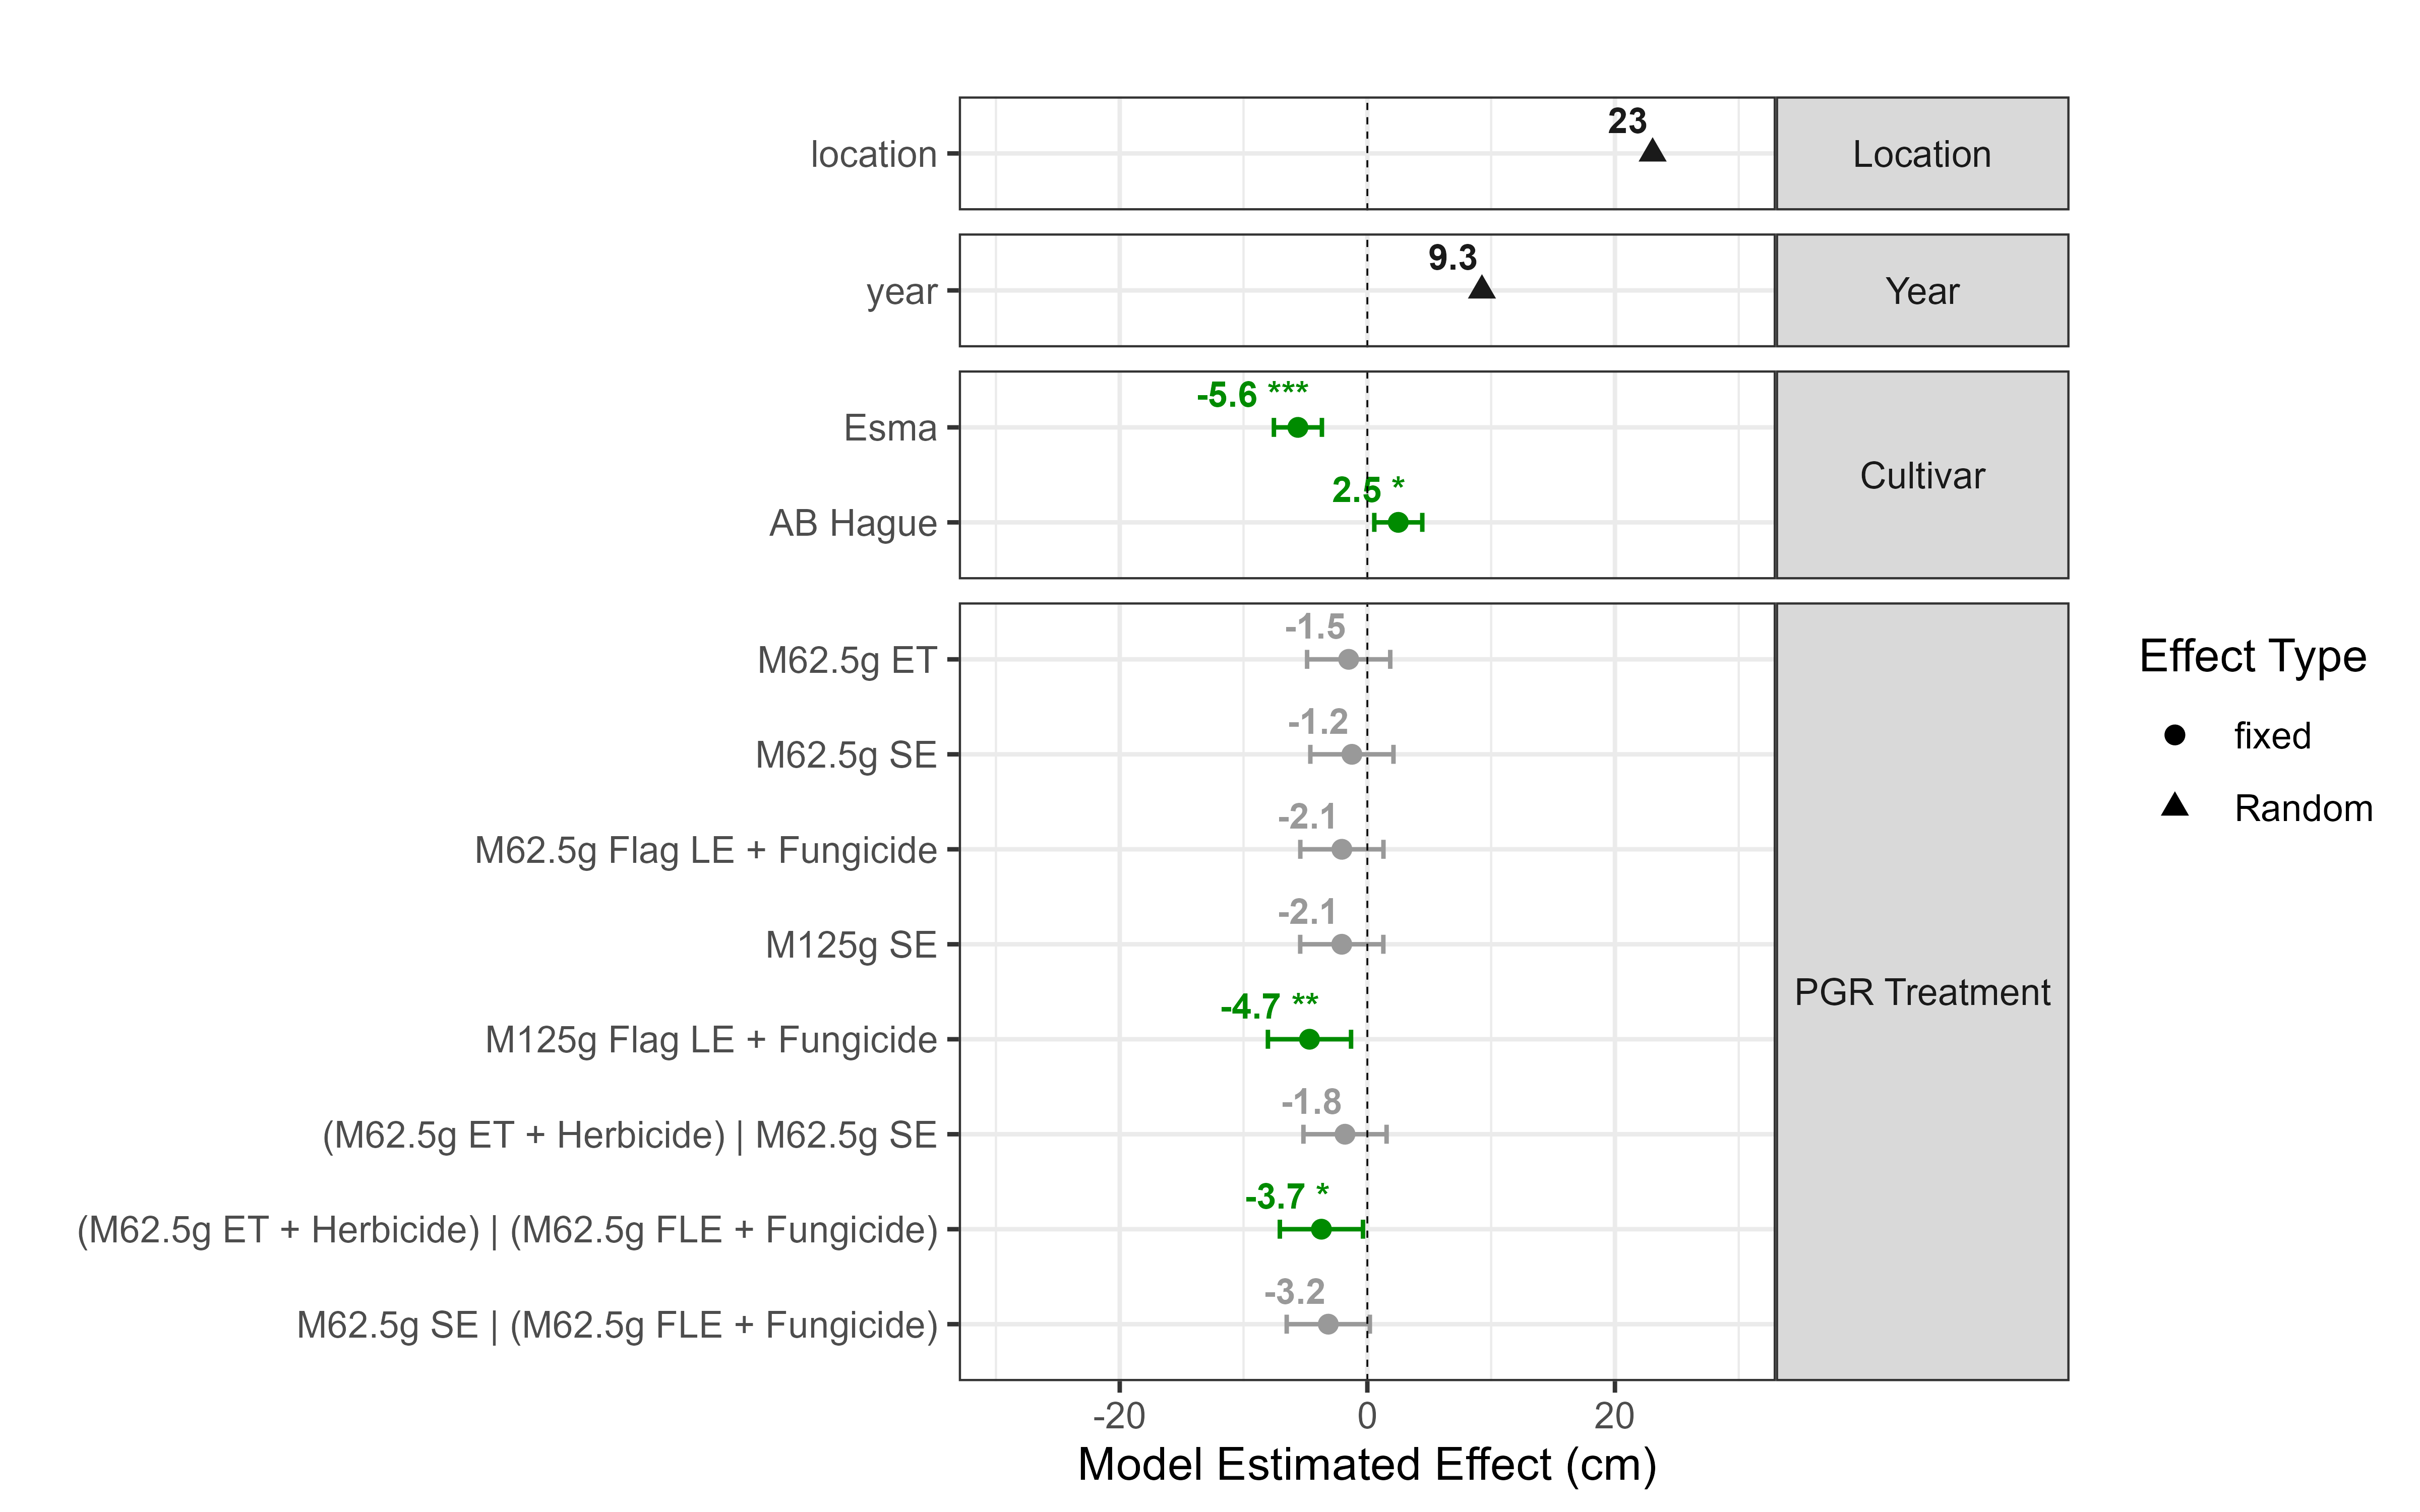 23
location
Location
9.3
year
Year
-5.6 ***
Esma
2.5 *
AB Hague
Cultivar
-1.5
M62.5g ET
-1.2
M62.5g SE
-2.1
M62.5g Flag LE + Fungicide
-2.1
M125g SE
-4.7 **
M125g Flag LE + Fungicide
-1.8
(M62.5g ET + Herbicide) | M62.5g SE
-3.7 *
(M62.5g ET + Herbicide) | (M62.5g FLE + Fungicide)
-3.2
M62.5g SE | (M62.5g FLE + Fungicide)
PGR Treatment
-20 0 20
Model Estimated Effect (cm)
Effect Type
fixed
Random